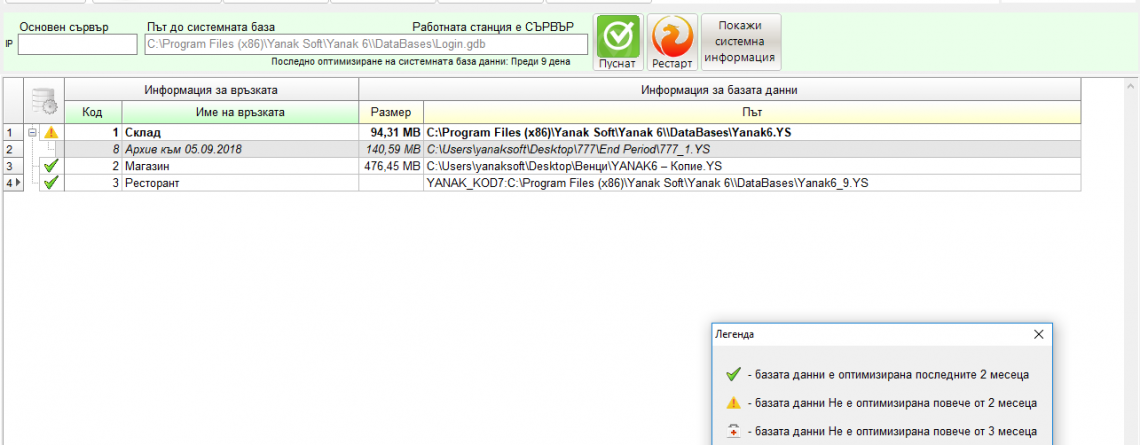 Основен сървър Път до системната база Работната станция е СЪРВЪР
IP C:\Program Files (x86)\Yanak Soft\Yanak 6\\DataBases\Login.gdb
Последно оптимизиране на системната база данни: Преди 9 дена
Пуснат
Рестарт
Покажи
системна
информация
Информация за връзката Информация за базата данни
Код Име на връзката Размер Път
1 1 Склад 94,31 MB C:\Program Files (x86)\Yanak Soft\Yanak 6\\DataBases\Yanak6.YS
2 8 Архив към 05.09.2018 140,59 MB C:\Users\yanaksoft\Desktop\777\End Period\777_1.YS
3 2 Магазин 476,45 MB C:\Users\yanaksoft\Desktop\Венци\YANAK6 – Копие.YS
4 3 Ресторант YANAK_KOD7:C:\Program Files (x86)\Yanak Soft\Yanak 6\\DataBases\Yanak6_9.YS
Легенда
- базата данни е оптимизирана последните 2 месеца
- базата данни Не е оптимизирана повече от 2 месеца
- базата данни Не е оптимизирана повече от 3 месеца